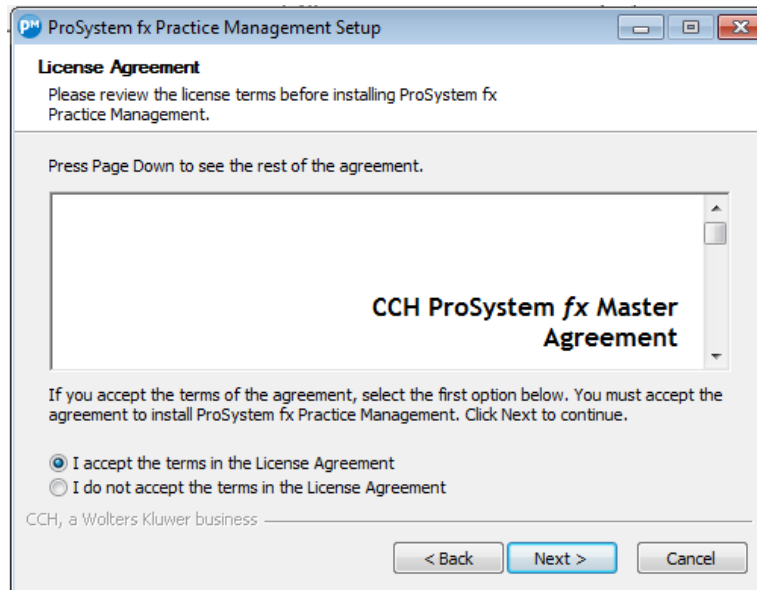 PM ProSystem fx Practice Management Setup
License Agreement
Please review the license terms before installing ProSystem fx
Practice Management.
Press Page Down to see the rest of the agreement.
CCH ProSystem fx Master
Agreement
If you accept the terms of the agreement, select the first option below. You must accept the
agreement to install ProSystem fx Practice Management. Click Next to continue.
I accept the terms in the License Agreement
I do not accept the terms in the License Agreement
CCH, a Wolters Kluwer business
< Back Next > Cancel